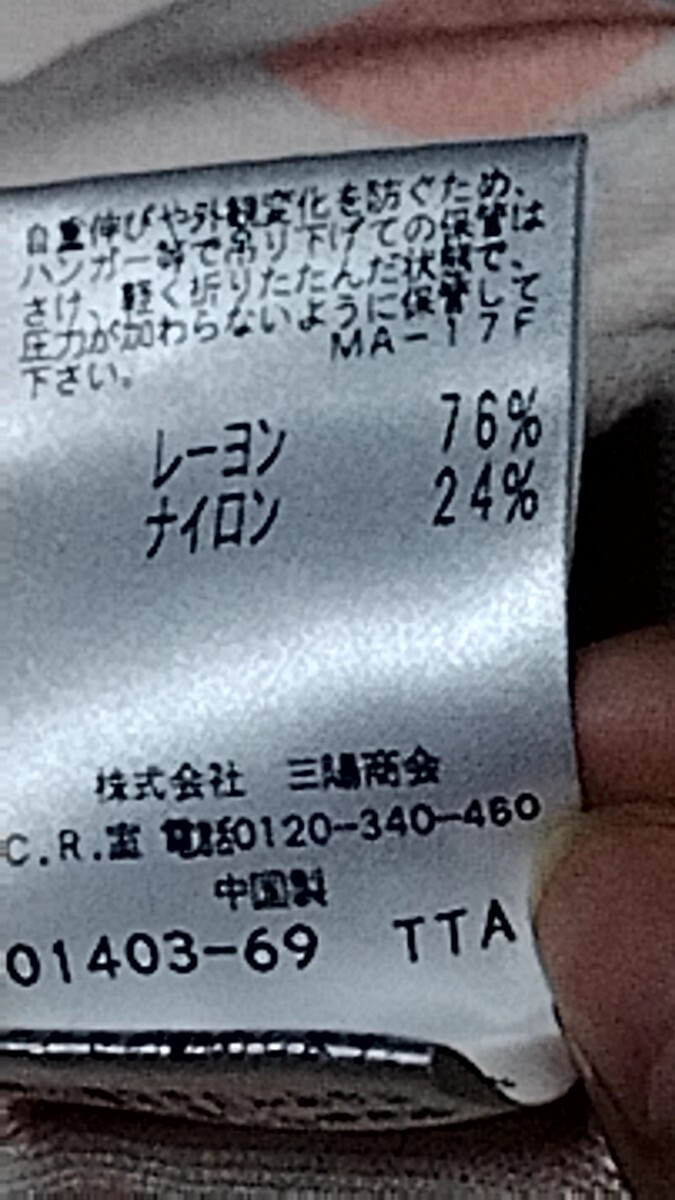 自重伸びや外観変化を防ぐため、
ハンガー等で吊り下げての保管は
さけ、軽く折りたたんだ状態で、
圧力が加わらないように保管して
下さい。
MA-17F
レーヨン 76%
ナイロン 24%
株式会社 三陽商会
C.R.室 電話0120-340-460
中国製
01403-69 TTA